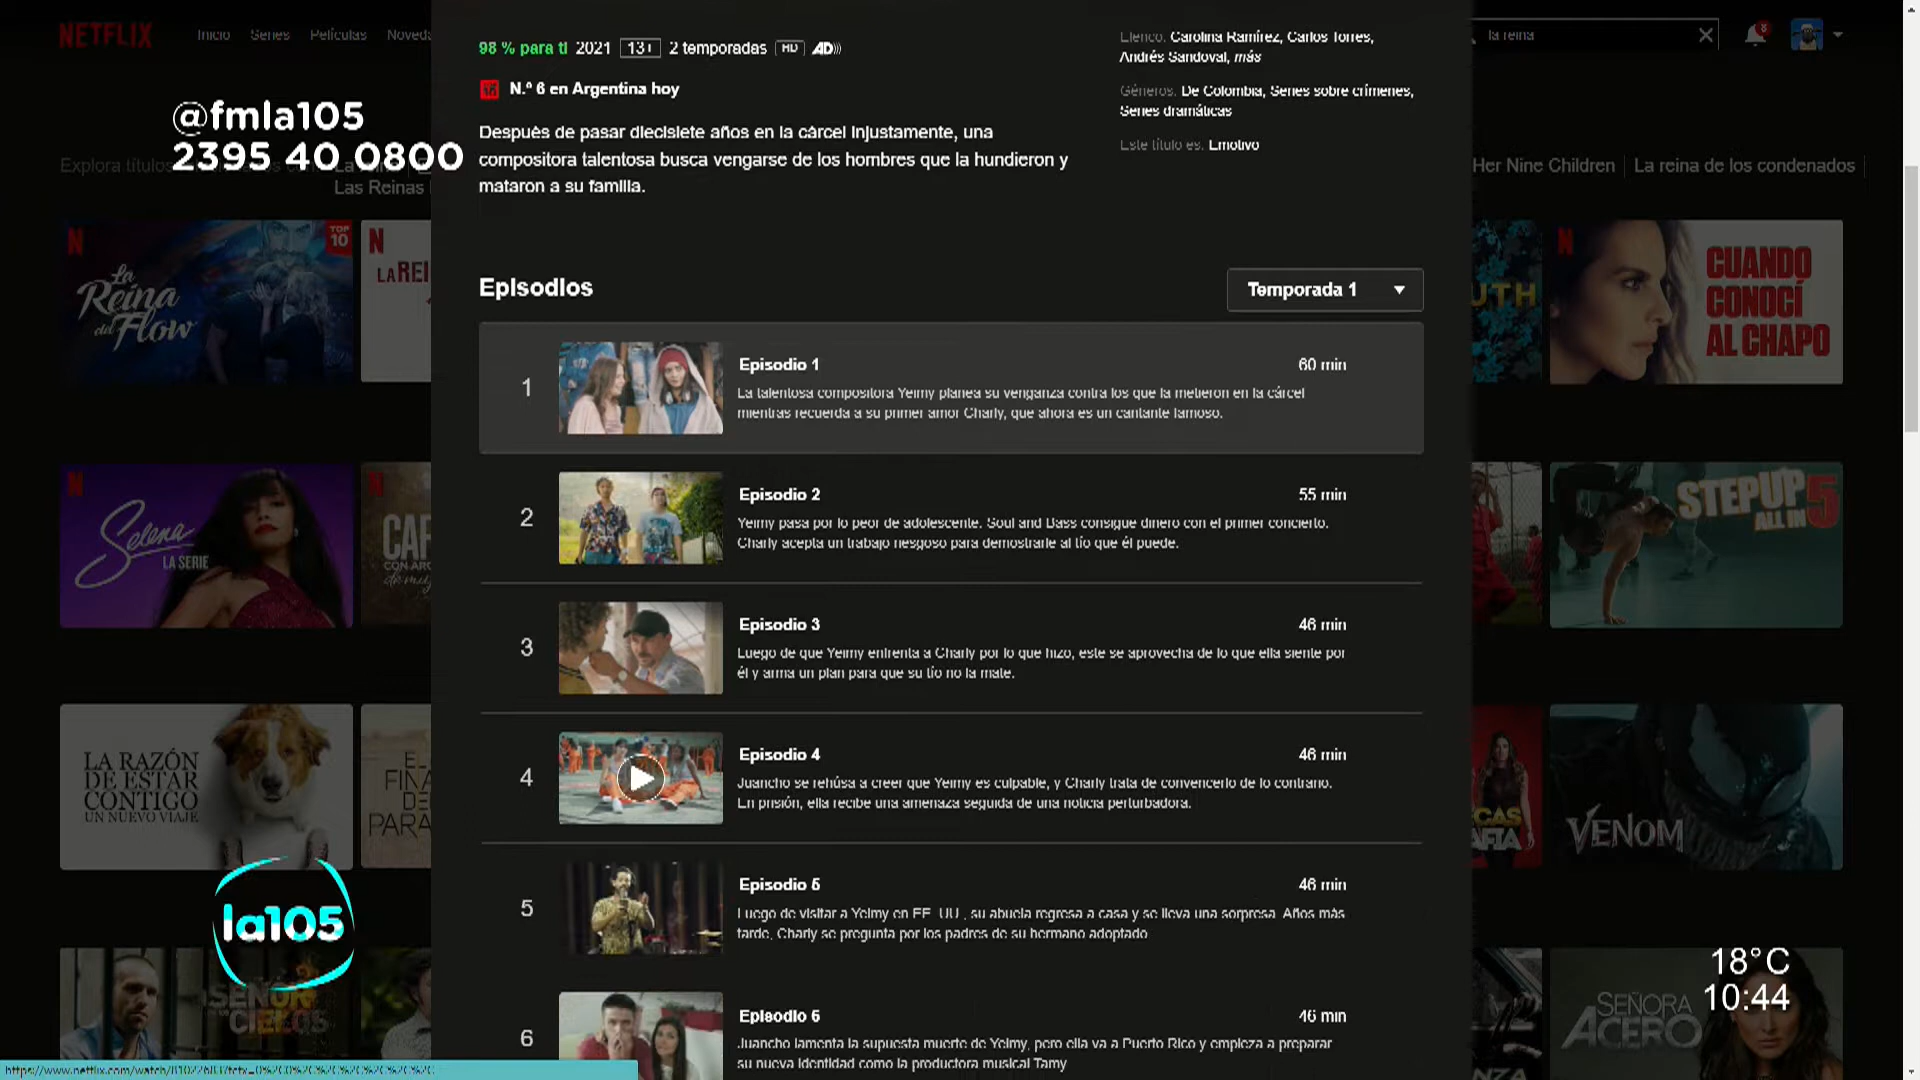 NETFLIX
Inicio Series Películas
la reina
8
98 % para ti 2021 13+ 2 temporadas HD AD
TOP 10
N.º 6 en Argentina hoy
Después de pasar diecisiete años en la cárcel injustamente, una
compositora talentosa busca vengarse de los hombres que la hundieron y
mataron a su familia.
Elenco: Carolina Ramírez, Carlos Torres,
Andrés Sandoval, más
Géneros: De Colombia, Series sobre crímenes,
Series dramáticas
Este título es: Emotivo
@fmla105
2395 40 0800
Explora títulos
Las Reinas
Her Nine Children | La reina de los condenados
La Reina del Flow
TOP 10
CUANDO
CONOCÍ
AL CHAPO
Selena
LA SERIE
STEPUP
ALL IN 5
LA RAZÓN
DE ESTAR
CONTIGO
UN NUEVO VIAJE
VENOM
SEÑORA
ACERO
la105
Episodios
Temporada 1
1
Episodio 1 60 min
La talentosa compositora Yeimy planea su venganza contra los que la metieron en la cárcel
mientras recuerda a su primer amor Charly, que ahora es un cantante famoso.
2
Episodio 2 55 min
Yeimy pasa por lo peor de adolescente. Soul and Bass consigue dinero con el primer concierto.
Charly acepta un trabajo riesgoso para demostrarle al tío que él puede.
3
Episodio 3 46 min
Luego de que Yeimy enfrenta a Charly por lo que hizo, este se aprovecha de lo que ella siente por
él y arma un plan para que su tío no la mate.
4
Episodio 4 46 min
Juancho se rehúsa a creer que Yeimy es culpable, y Charly trata de convencerlo de lo contrario.
En prisión, ella recibe una amenaza seguida de una noticia perturbadora.
5
Episodio 5 46 min
Luego de visitar a Yeimy en EE. UU., su abuela regresa a casa y se lleva una sorpresa. Años más
tarde, Charly se pregunta por los padres de su hermano adoptado.
6
Episodio 6 46 min
Juancho lamenta la supuesta muerte de Yeimy, pero ella va a Puerto Rico y empieza a preparar
su nueva identidad como la productora musical Tamy
18°C
10:44